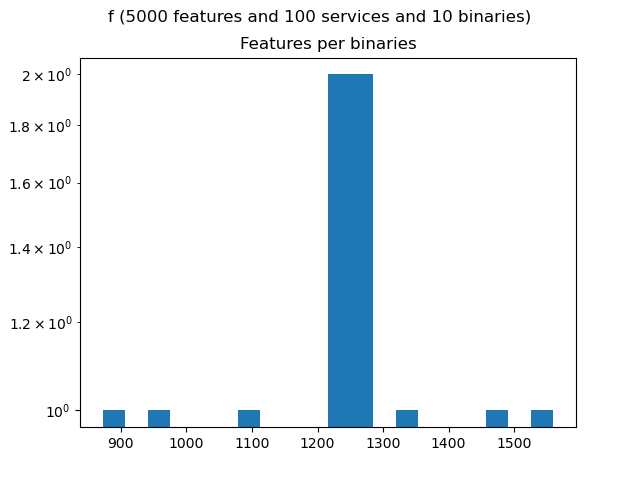 f (5000 features and 100 services and 10 binaries)
Features per binaries
2 × 10⁰
1.8 × 10⁰
1.6 × 10⁰
1.4 × 10⁰
1.2 × 10⁰
10⁰
900 1000 1100 1200 1300 1400 1500